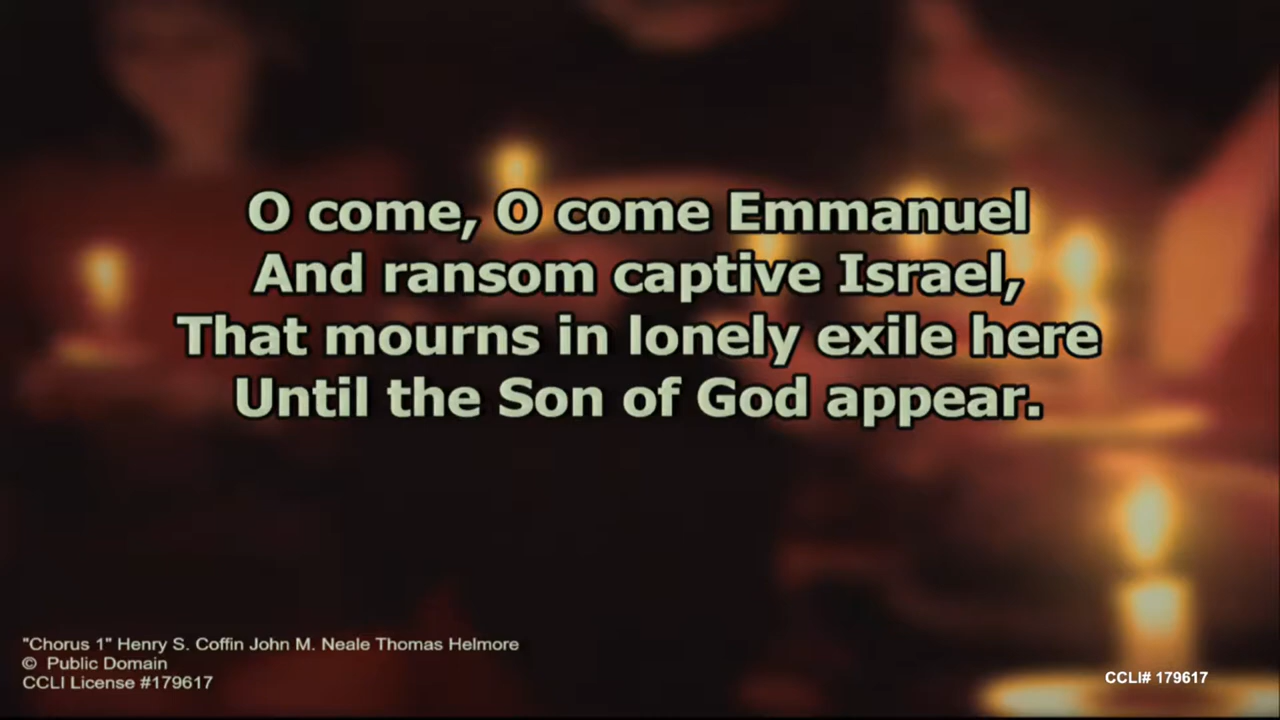 O come, O come Emmanuel
And ransom captive Israel,
That mourns in lonely exile here
Until the Son of God appear.
"Chorus 1" Henry S. Coffin John M. Neale Thomas Helmore
© Public Domain
CCLI License #179617
CCLI# 179617